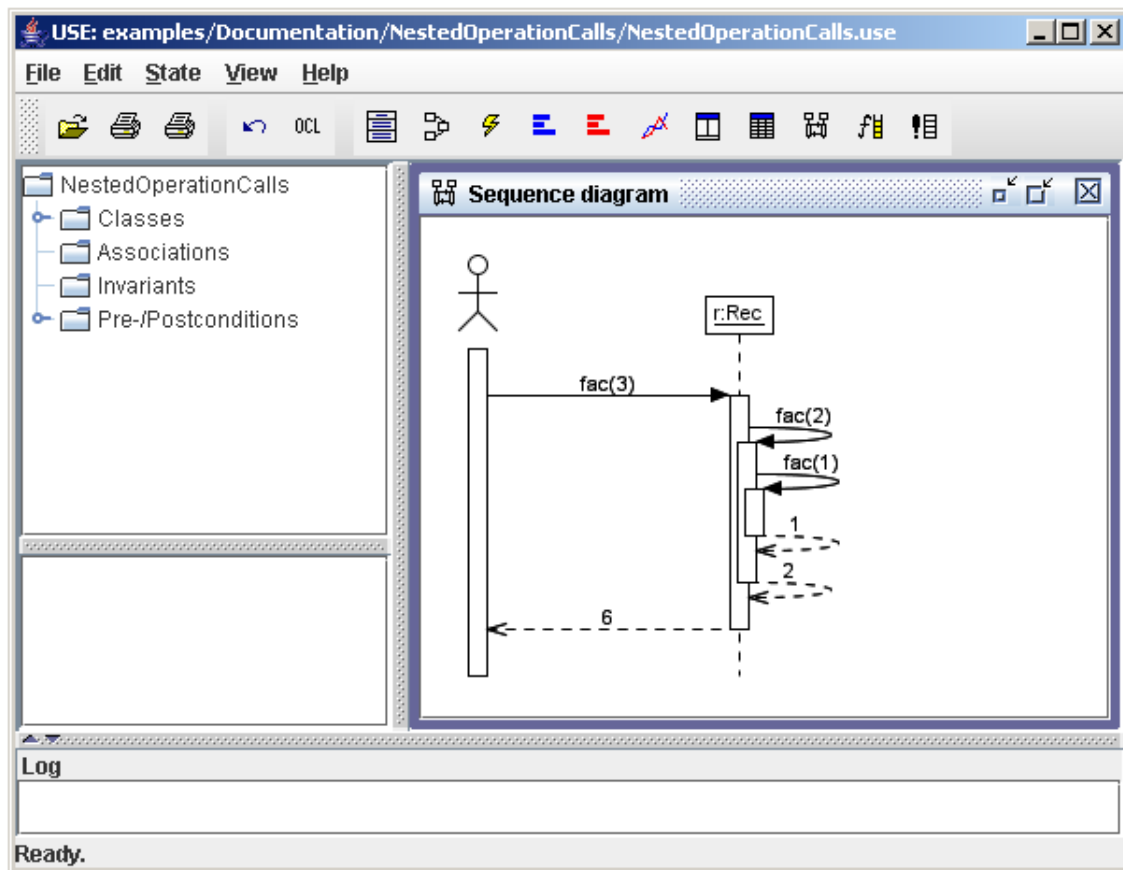 USE: examples/Documentation/NestedOperationCalls/NestedOperationCalls.use
File Edit State View Help
OCL
NestedOperationCalls
Classes
Associations
Invariants
Pre-/Postconditions
Sequence diagram
r:Rec
fac(3)
fac(2)
fac(1)
1
2
6
Log
Ready.